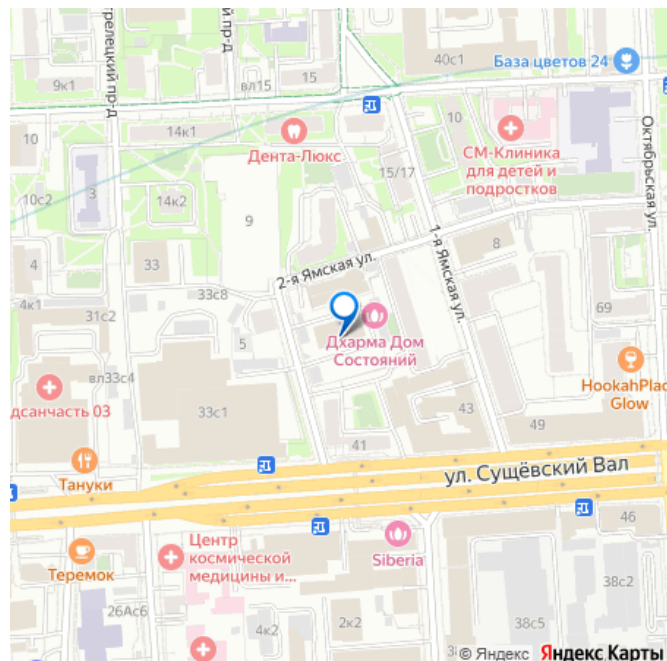 Стрелецкий пр-д
й пр-д
9к1
вл15
15
40с1
База цветов 24
10
14к1
Дента-Люкс
10
СМ-Клиника
для детей и
подростков
Октябрьская ул.
15/17
3
10с2
14к2
9
4
33
2-я Ямская ул.
1-я Ямская ул.
8
33с8
4к1
31с2
5
69
Дхарма Дом
Состояний
вл33с4
HookahPlac
Glow
дсанчасть 03
33с1
43
49
41
Тануки
ул. Сущёвский Вал
46
Теремок
Центр
космической
медицины и...
Siberia
38с2
26Ас6
4к2
2к2
38с5
© Яндекс Яндекс Карты